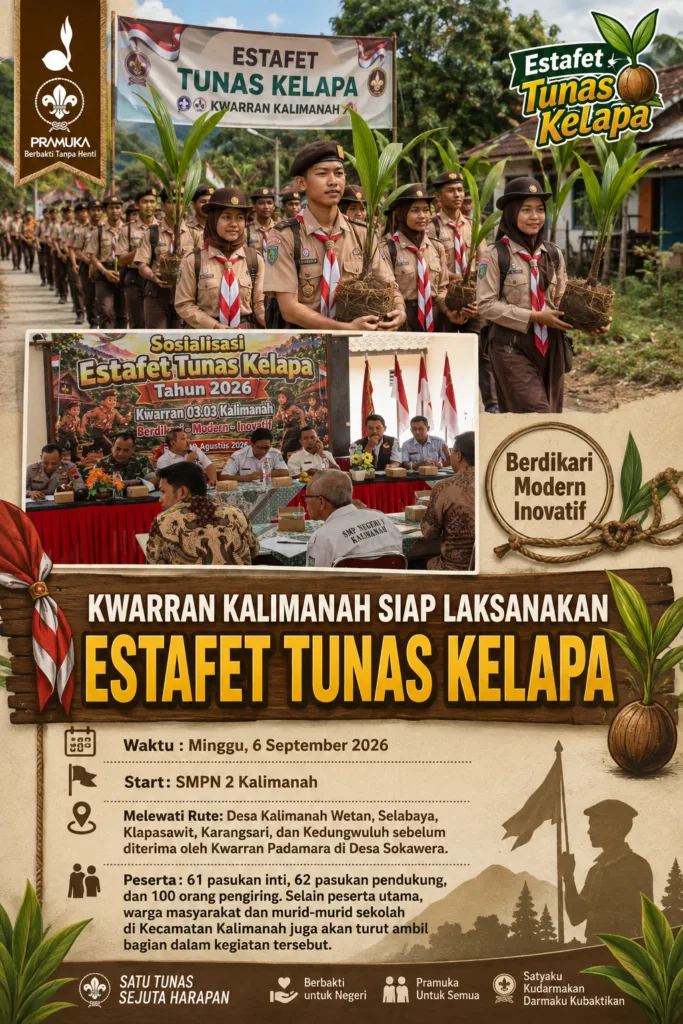 PRAMUKA
Berbakti Tanpa Henti
ESTAFET
TUNAS KELAPA
KWARRAN KALIMANAH
Estafet
Tunas
Kelapa
Sosialisasi
Estafet Tunas Kelapa
Tahun 2026
Kwarran 03.03 Kalimanah
Berdikari - Modern - Inovatif
Agustus 2026
SMP NEGERI
KALIMANAH
Berdikari
Modern
Inovatif
KWARRAN KALIMANAH SIAP LAKSANAKAN
ESTAFET TUNAS KELAPA
Waktu : Minggu, 6 September 2026
Start: SMPN 2 Kalimanah
Melewati Rute: Desa Kalimanah Wetan, Selabaya,
Klapasawit, Karangsari, dan Kedungwuluh sebelum
diterima oleh Kwarran Padamara di Desa Sokawera.
Peserta : 61 pasukan inti, 62 pasukan pendukung,
dan 100 orang pengiring. Selain peserta utama,
warga masyarakat dan murid-murid sekolah
di Kecamatan Kalimanah juga akan turut ambil
bagian dalam kegiatan tersebut.
SATU TUNAS
SEJUTA HARAPAN
Berbakti
untuk Negeri
Pramuka
Untuk Semua
Satyaku
Kudarmakan
Darmaku Kubaktikan